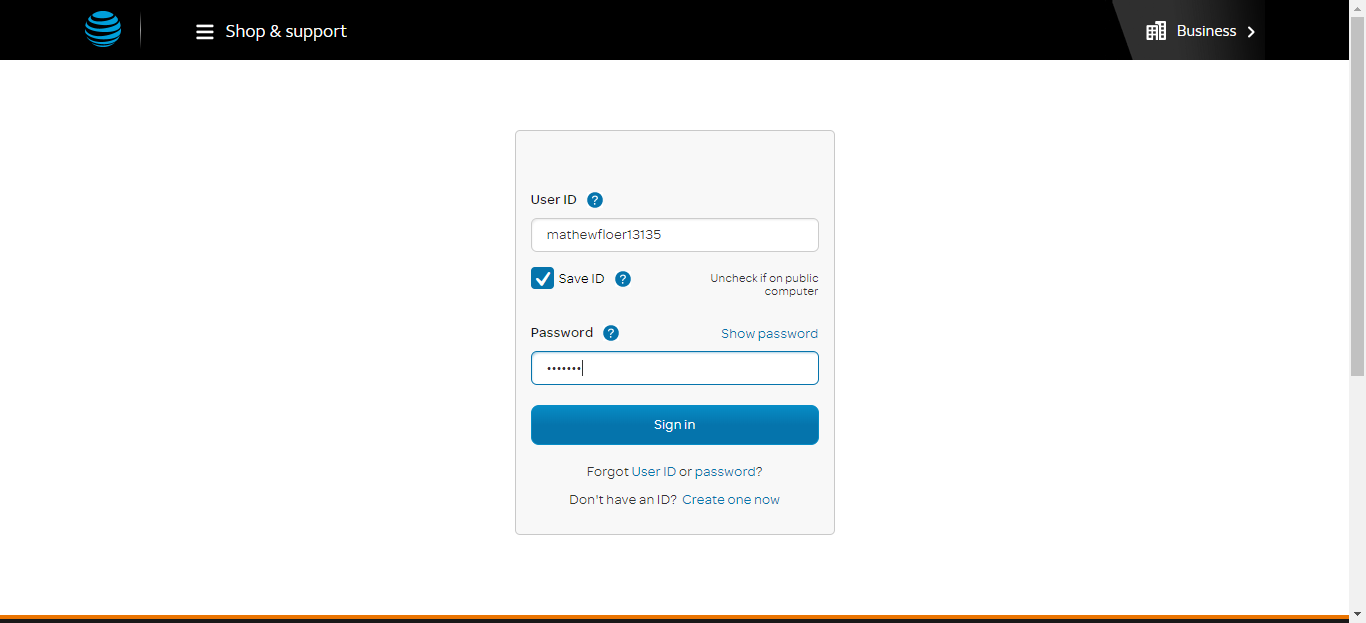 Shop & support
Business
User ID ?
mathewfloer13135
Save ID ?
Uncheck if on public
computer
Password ?
Show password
•••••••
Sign in
Forgot User ID or password?
Don't have an ID? Create one now